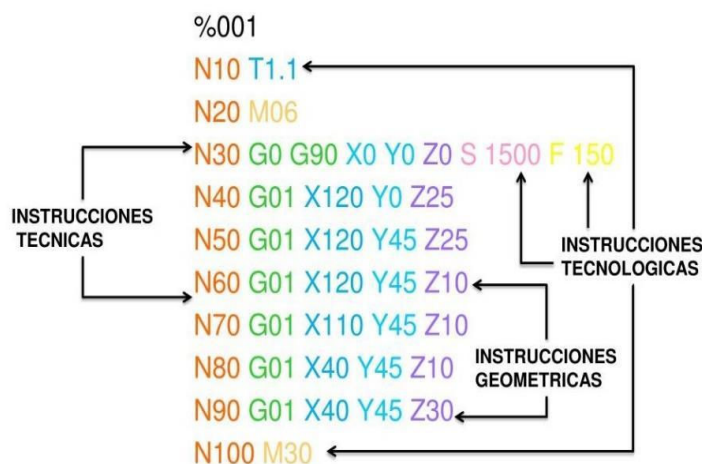 %001
N10 T1.1
N20 M06
N30 G0 G90 X0 Y0 Z0 S 1500 F 150
N40 G01 X120 Y0 Z25
N50 G01 X120 Y45 Z25
N60 G01 X120 Y45 Z10
N70 G01 X110 Y45 Z10
N80 G01 X40 Y45 Z10
N90 G01 X40 Y45 Z30
N100 M30
INSTRUCCIONES
TECNICAS
INSTRUCCIONES
TECNOLOGICAS
INSTRUCCIONES
GEOMETRICAS